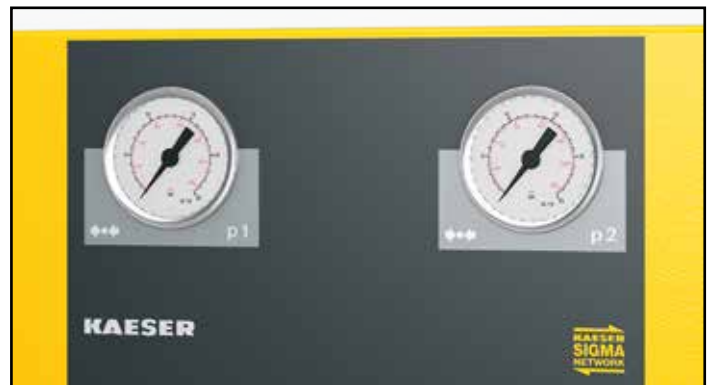 p1
p2
KAESER
KAESER
SIGMA
NETWORK